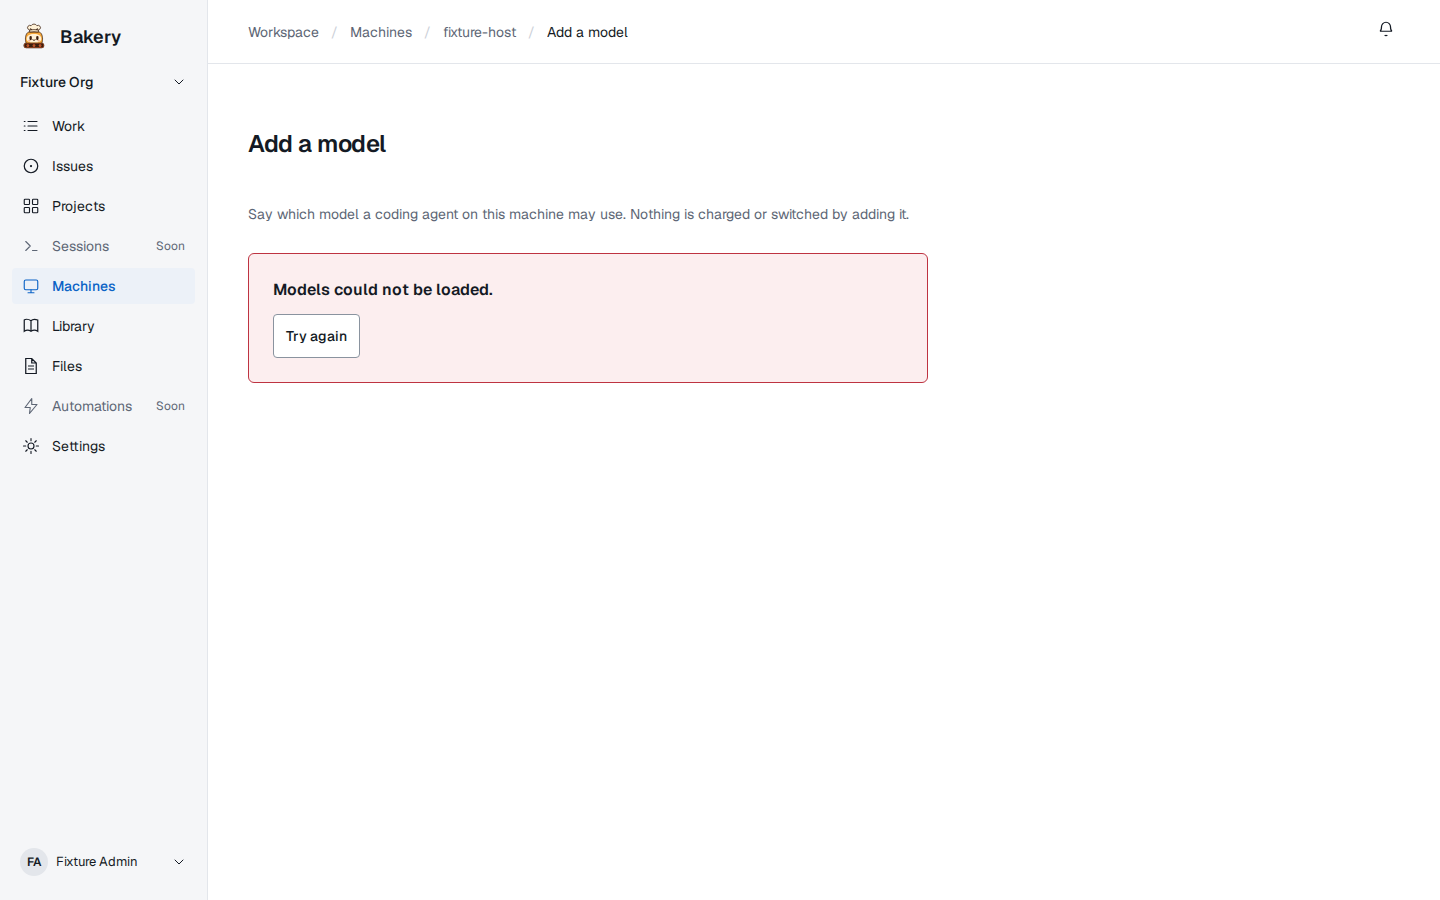 Bakery
Fixture Org
Work
Issues
Projects
Sessions Soon
Machines
Library
Files
Automations Soon
Settings
FA Fixture Admin
Workspace / Machines / fixture-host / Add a model
Add a model
Say which model a coding agent on this machine may use. Nothing is charged or switched by adding it.
Models could not be loaded.
Try again